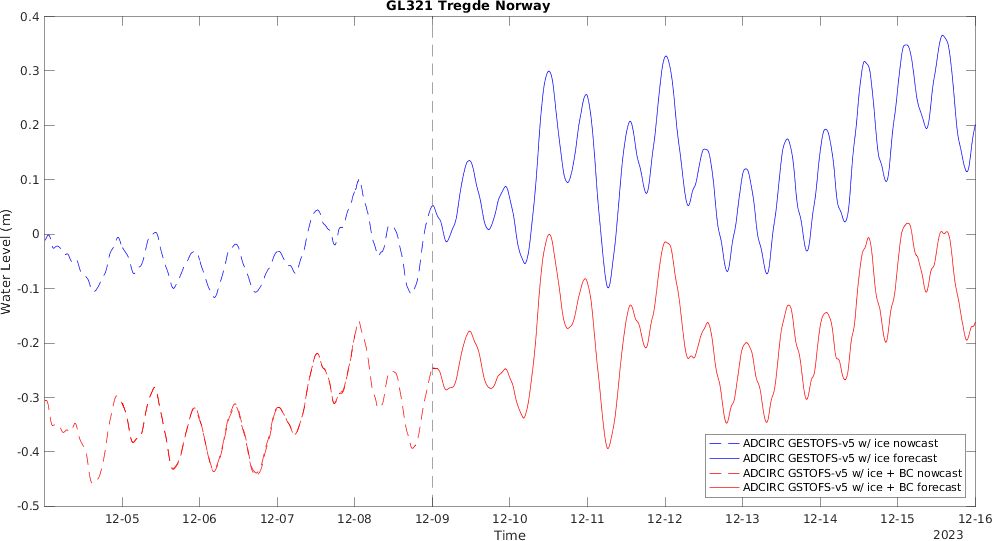 GL321 Tregde Norway
0.4
0.3
0.2
0.1
0
-0.1
-0.2
-0.3
-0.4
-0.5
Water Level (m)
ADCIRC GESTOFS-v5 w/ ice nowcast
ADCIRC GESTOFS-v5 w/ ice forecast
ADCIRC GSTOFS-v5 w/ ice + BC nowcast
ADCIRC GSTOFS-v5 w/ ice + BC forecast
12-05 12-06 12-07 12-08 12-09 12-10 12-11 12-12 12-13 12-14 12-15 12-16
Time
2023